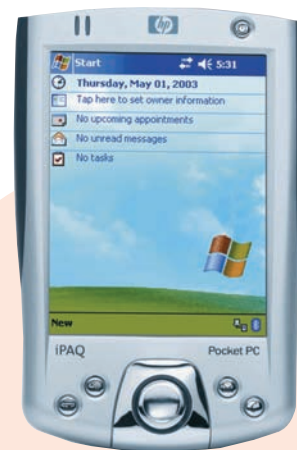 hp
Start 5:31
Thursday, May 01, 2003
Tap here to set owner information
No upcoming appointments
No unread messages
No tasks
New
iPAQ Pocket PC